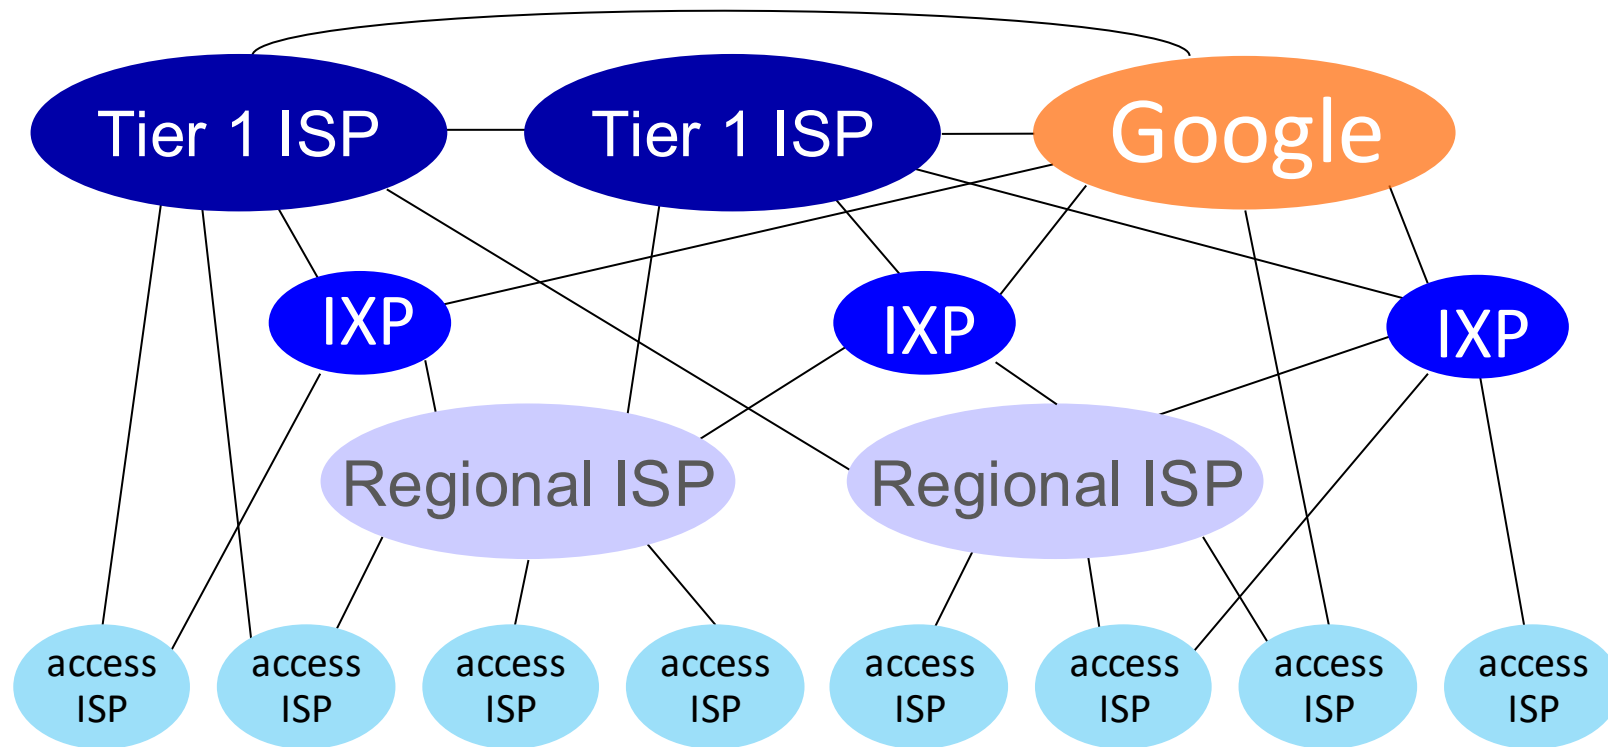 Tier 1 ISP
Tier 1 ISP
Google
IXP
IXP
IXP
Regional ISP
Regional ISP
access
ISP
access
ISP
access
ISP
access
ISP
access
ISP
access
ISP
access
ISP
access
ISP